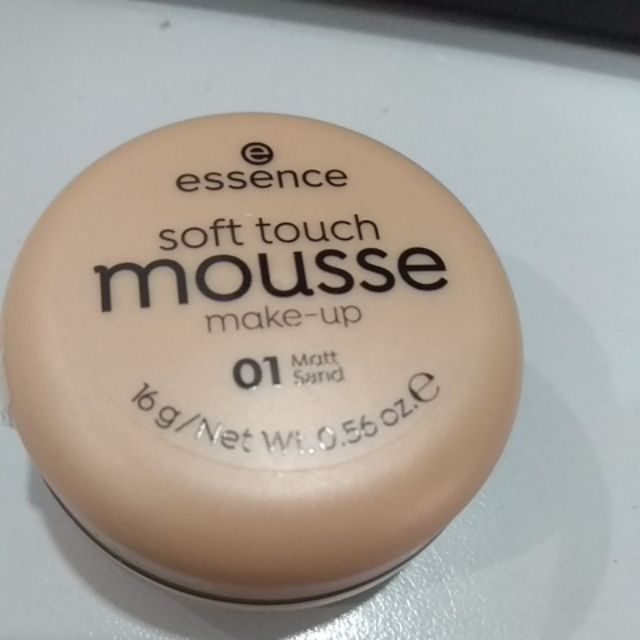 e
essence
soft touch
mousse
make-up
01 Matt
Sand
16 g/Net Wt. 0.56 oz. ℮